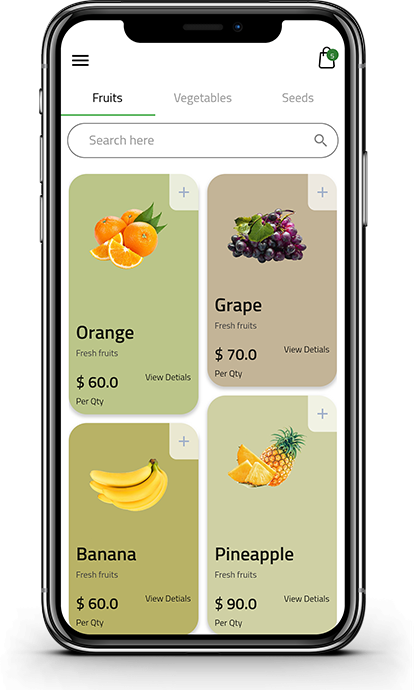 5
Fruits Vegetables Seeds
Search here
Orange
Fresh fruits
$ 60.0 View Detials
Per Qty
Grape
Fresh fruits
$ 70.0 View Detials
Per Qty
Banana
Fresh fruits
$ 60.0 View Detials
Per Qty
Pineapple
Fresh fruits
$ 90.0 View Detials
Per Qty